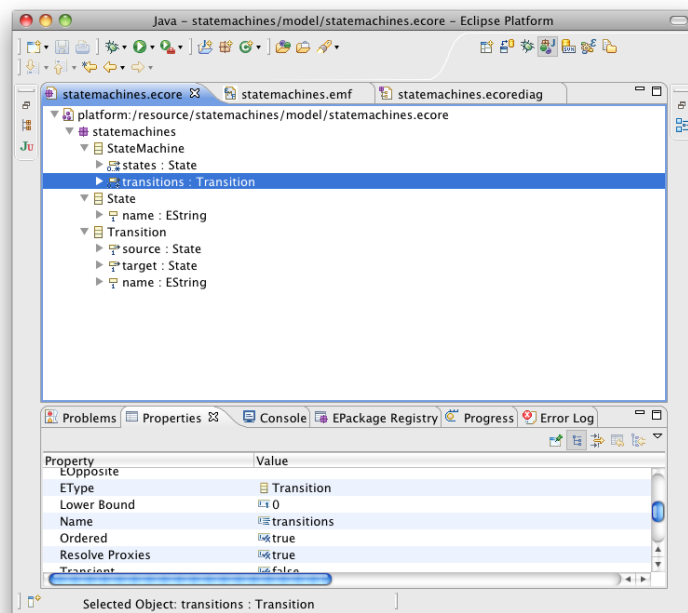 Java – statemachines/model/statemachines.ecore – Eclipse Platform
statemachines.ecore statemachines.emf statemachines.ecorediag
platform:/resource/statemachines/model/statemachines.ecore
statemachines
StateMachine
states : State
transitions : Transition
State
name : EString
Transition
source : State
target : State
name : EString
Problems Properties Console EPackage Registry Progress Error Log
Property Value
EOpposite
EType Transition
Lower Bound 0
Name transitions
Ordered true
Resolve Proxies true
Transient false
Selected Object: transitions : Transition